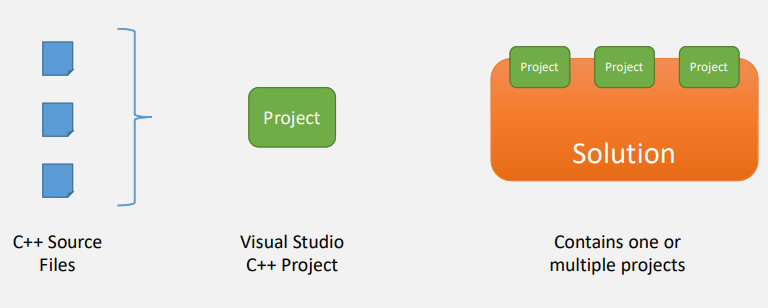 Project
Project
Project
Project
Solution
C++ Source
Files
Visual Studio
C++ Project
Contains one or
multiple projects